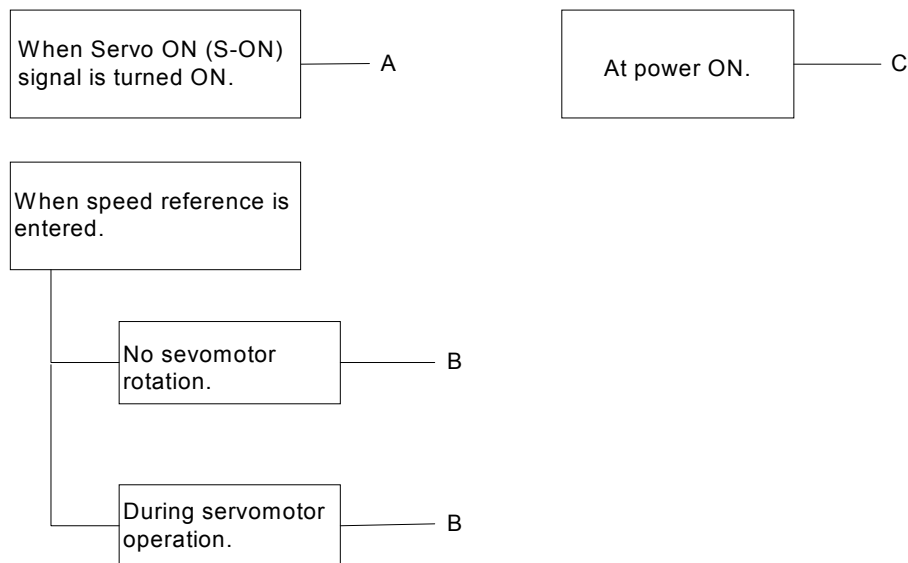 When Servo ON (S-ON)
signal is turned ON.
A
At power ON.
C
When speed reference is
entered.
No sevomotor
rotation.
B
During servomotor
operation.
B